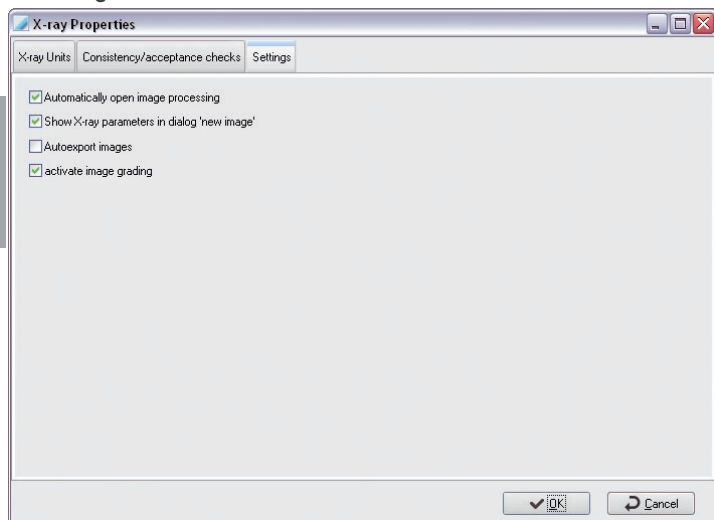 X-ray Properties
X-ray Units Consistency/acceptance checks Settings
Automatically open image processing
Show X-ray parameters in dialog 'new image'
Autoexport images
activate image grading
OK Cancel